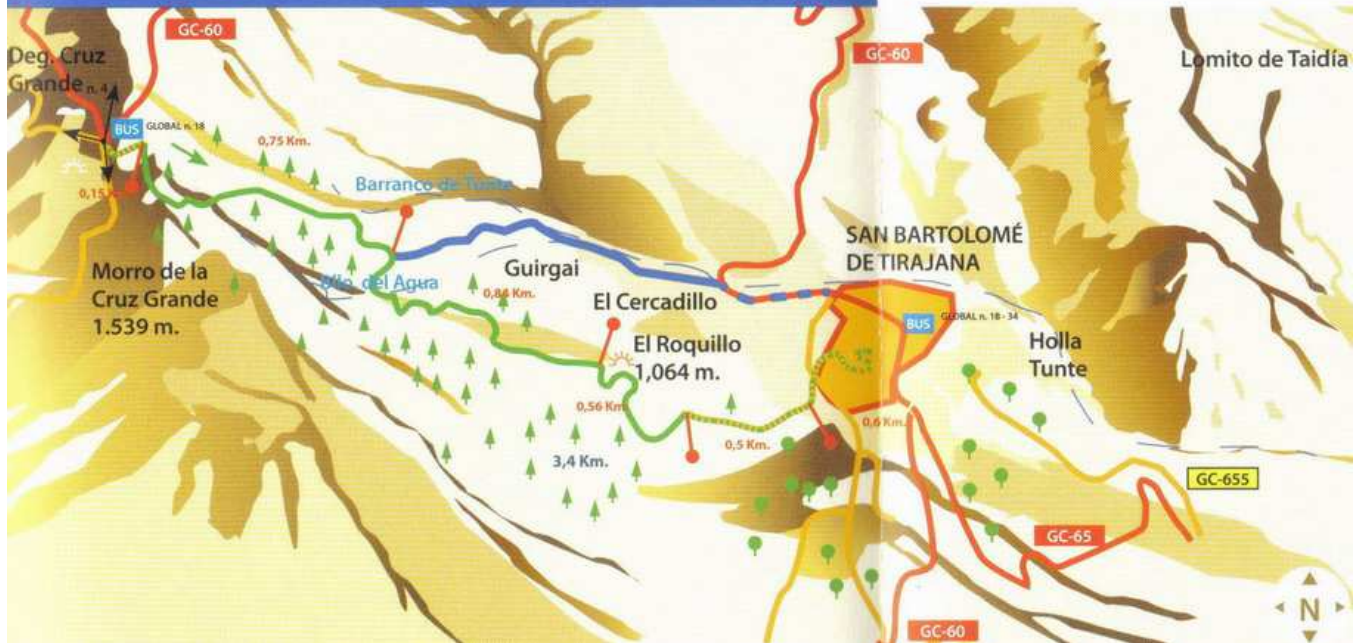 GC-60
Deg. Cruz
Grande n. 4
BUS
GLOBAL n. 18
0,75 Km.
GC-60
Lomito de Taidía
Barranco de Tunte
Morro de la
Cruz Grande
1.539 m.
del Agua
Guirgai
0,84 Km.
El Cercadillo
El Roquillo
1,064 m.
SAN BARTOLOMÉ
DE TIRAJANA
BUS
GLOBAL n. 18 - 34
Holla
Tunte
0,56 Km
0,5 Km.
0,6 Km.
3,4 Km.
GC-655
GC-65
GC-60
N